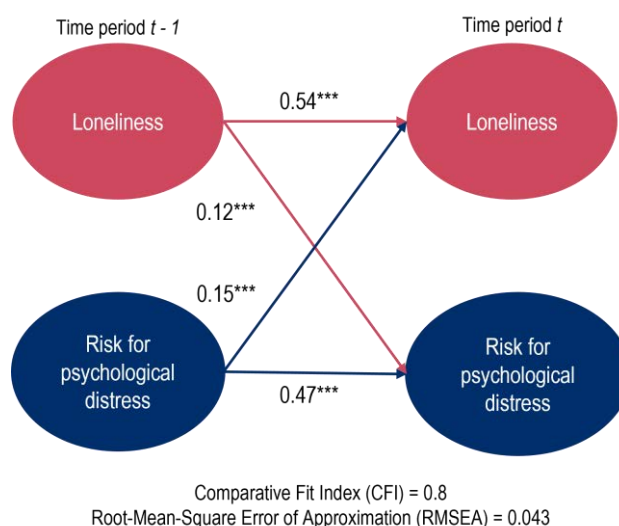 Time period t - 1
Time period t
Loneliness
0.54***
Loneliness
0.12***
0.15***
Risk for
psychological
distress
0.47***
Risk for
psychological
distress
Comparative Fit Index (CFI) = 0.8
Root-Mean-Square Error of Approximation (RMSEA) = 0.043